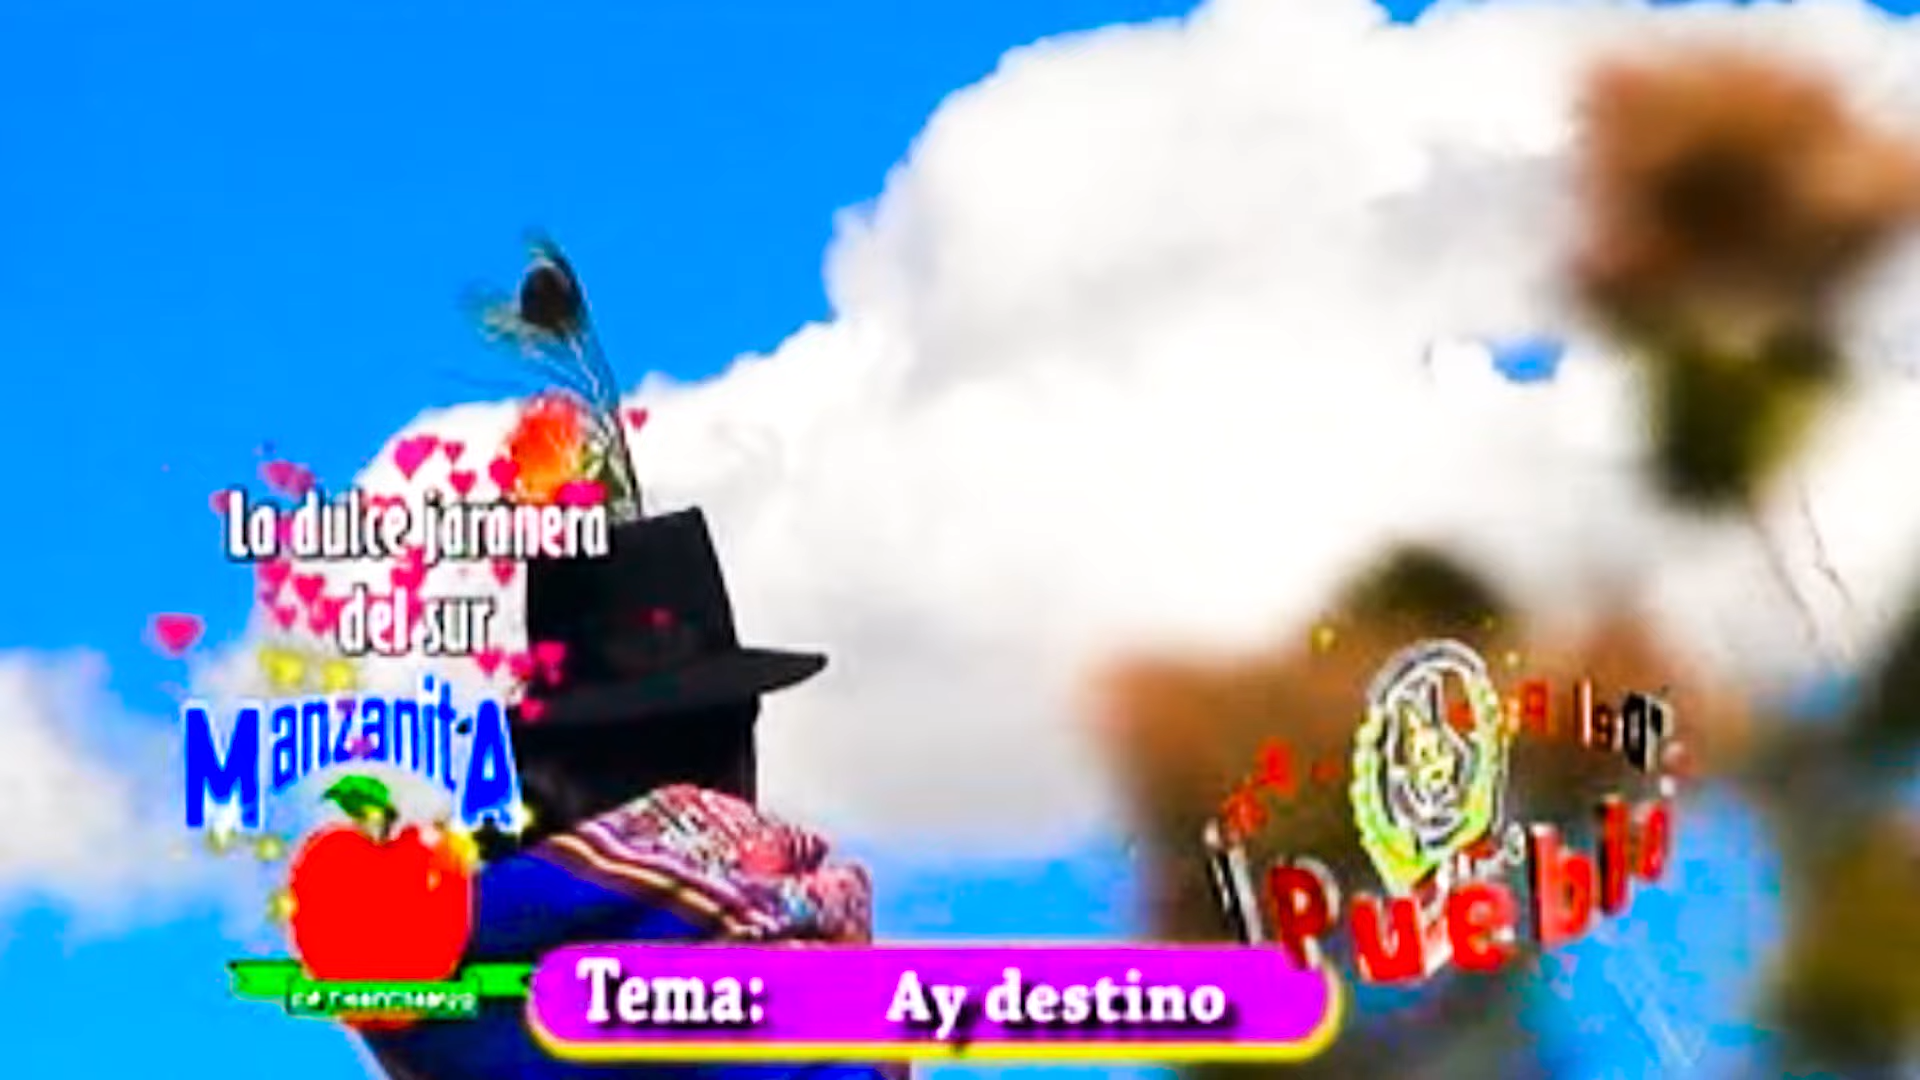 La dulce jaranera
del sur
ManzanitA
Pueblo
Tema: Ay destino